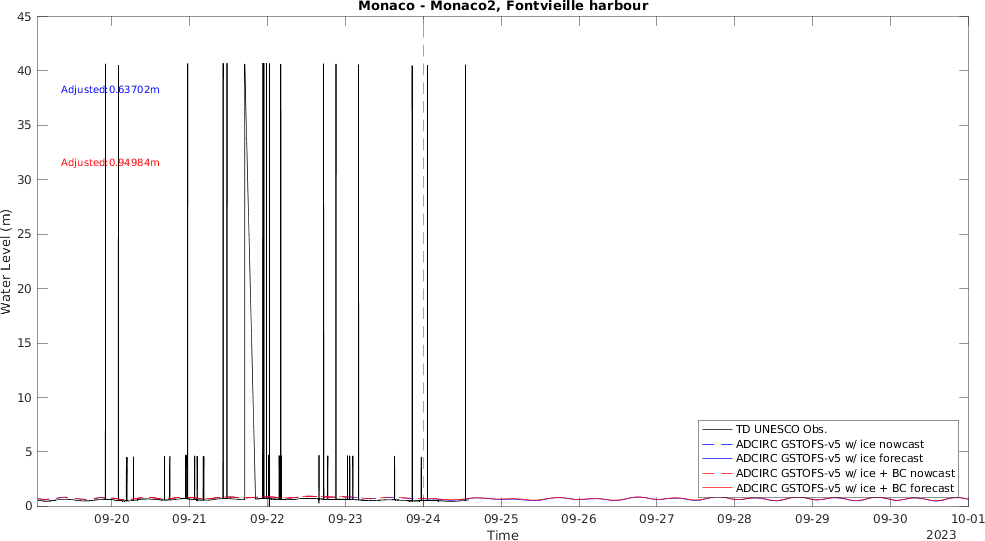 Monaco - Monaco2, Fontvieille harbour
45
40
35
30
25
20
15
10
5
0
Water Level (m)
Adjusted:0.63702m
Adjusted:0.94984m
TD UNESCO Obs.
ADCIRC GSTOFS-v5 w/ ice nowcast
ADCIRC GSTOFS-v5 w/ ice forecast
ADCIRC GSTOFS-v5 w/ ice + BC nowcast
ADCIRC GSTOFS-v5 w/ ice + BC forecast
09-20 09-21 09-22 09-23 09-24 09-25 09-26 09-27 09-28 09-29 09-30 10-01
Time
2023